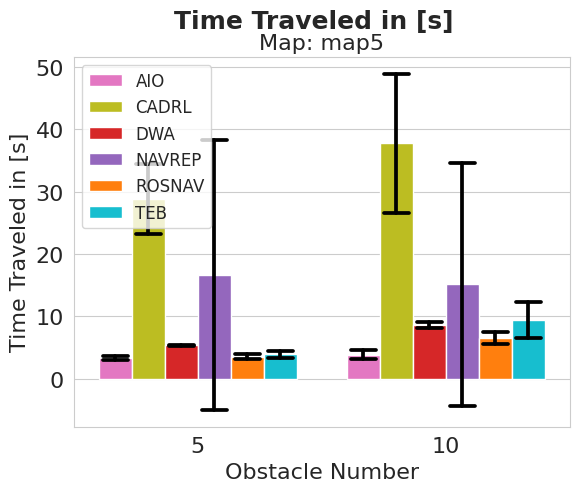 Time Traveled in [s]
Map: map5
50
40
30
20
10
0
Time Traveled in [s]
AIO
CADRL
DWA
NAVREP
ROSNAV
TEB
5
10
Obstacle Number